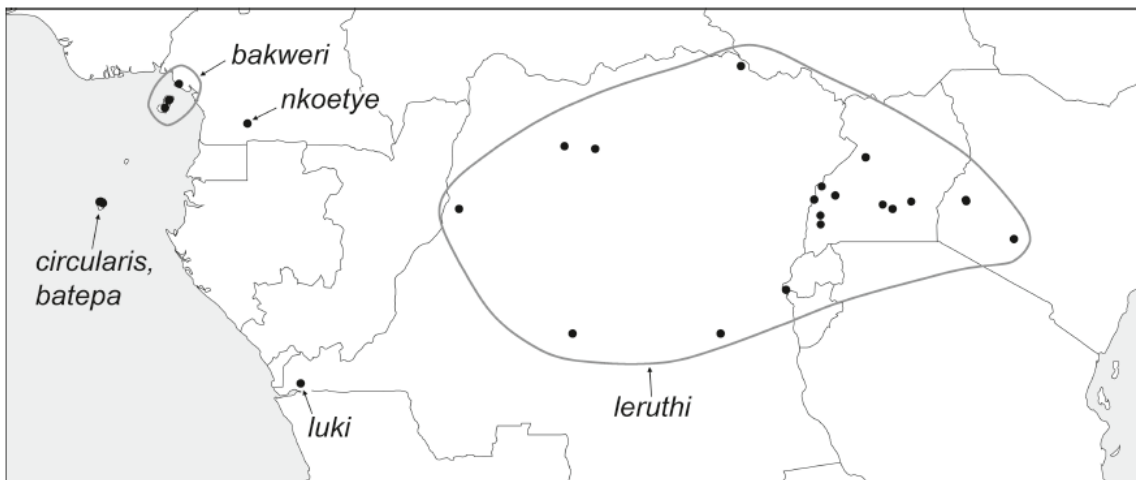 bakweri
nkoetye
circularis,
batepa
luki
leruthi